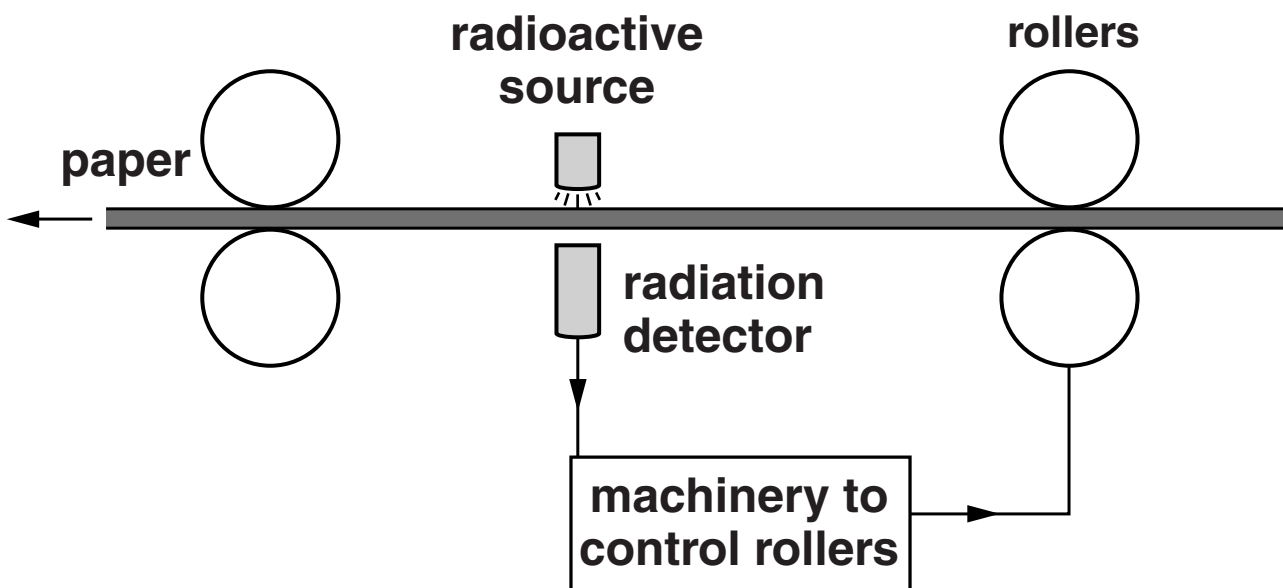 radioactive
source
rollers
paper
radiation
detector
machinery to
control rollers